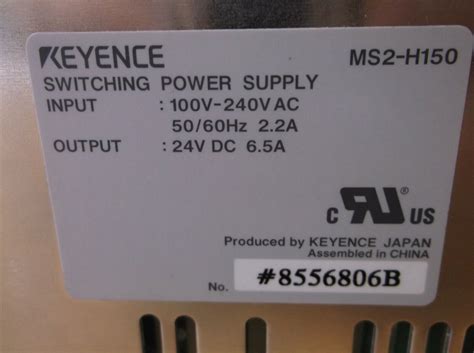 KEYENCE MS2-H150
SWITCHING POWER SUPPLY
INPUT : 100V-240V AC
50/60Hz 2.2A
OUTPUT : 24V DC 6.5A
c RU US
Produced by KEYENCE JAPAN
Assembled in CHINA
No. #8556806B